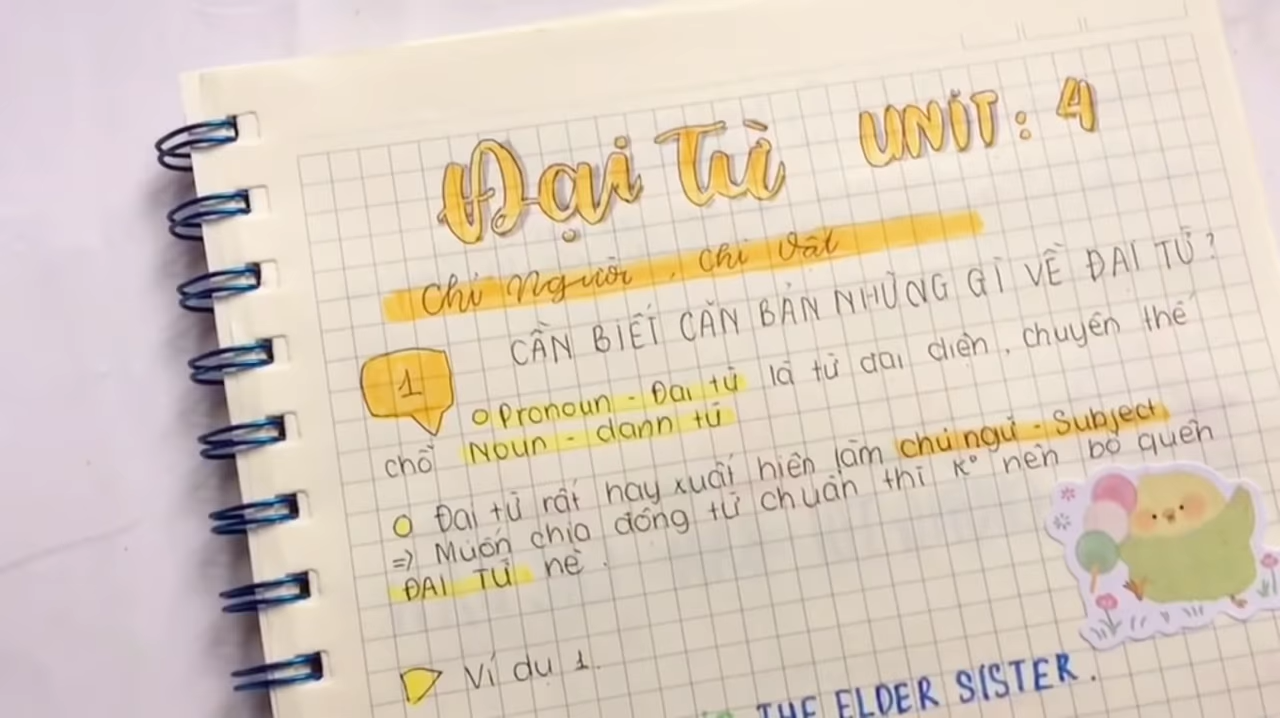 Đại Từ UNIT: 4
chỉ người, chỉ vật
CẦN BIẾT CĂN BẢN NHỮNG GÌ VỀ ĐẠI TỪ?
1
Pronoun - Đại từ là từ đại diện, chuyên thế
chỗ Noun - danh từ
Đại từ rất hay xuất hiện làm chủ ngữ - Subject
=> Muốn chia động từ chuẩn thì K° nên bỏ quên
ĐẠI TỪ nè.
Ví dụ 1.
THE ELDER SISTER.